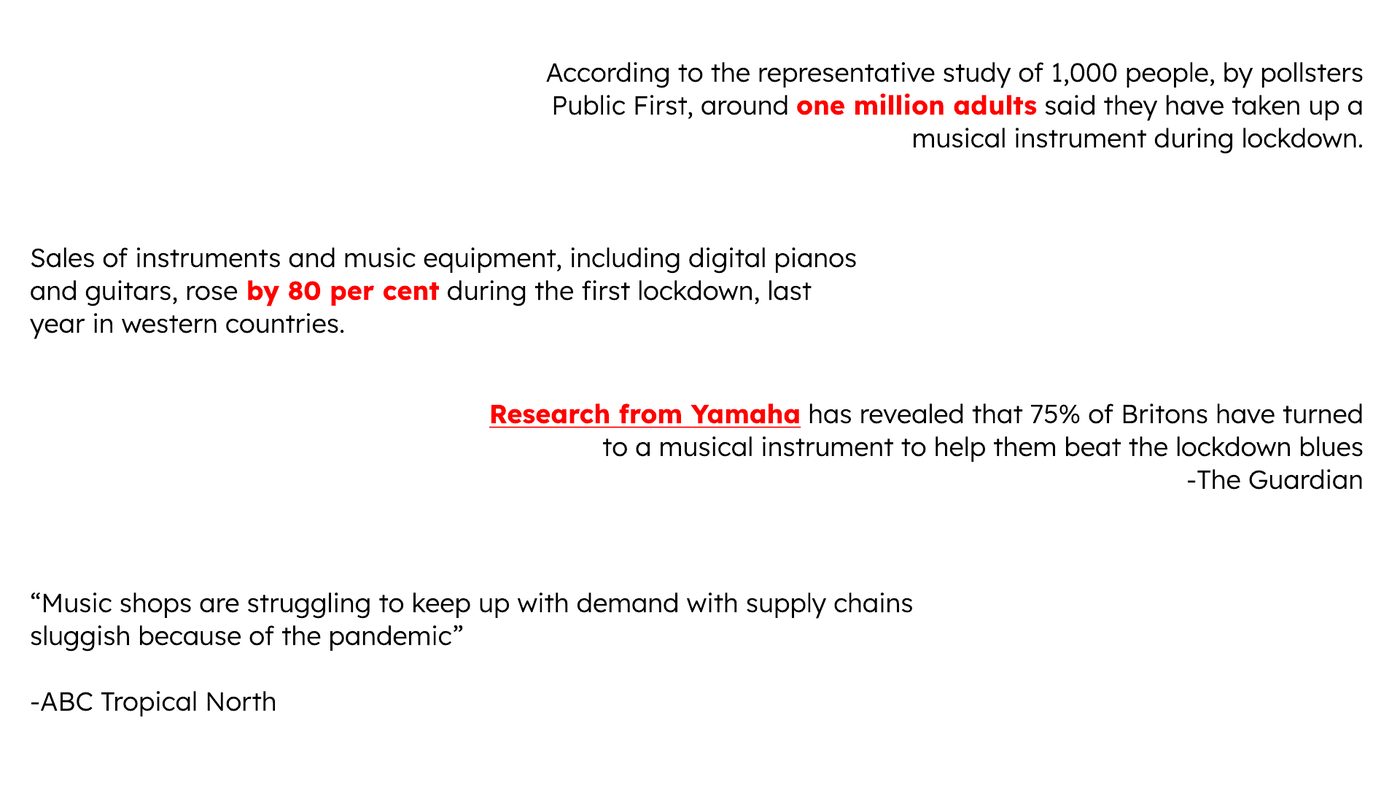 According to the representative study of 1,000 people, by pollsters
Public First, around one million adults said they have taken up a
musical instrument during lockdown.
Sales of instruments and music equipment, including digital pianos
and guitars, rose by 80 per cent during the first lockdown, last
year in western countries.
Research from Yamaha has revealed that 75% of Britons have turned
to a musical instrument to help them beat the lockdown blues
-The Guardian
“Music shops are struggling to keep up with demand with supply chains
sluggish because of the pandemic”
-ABC Tropical North